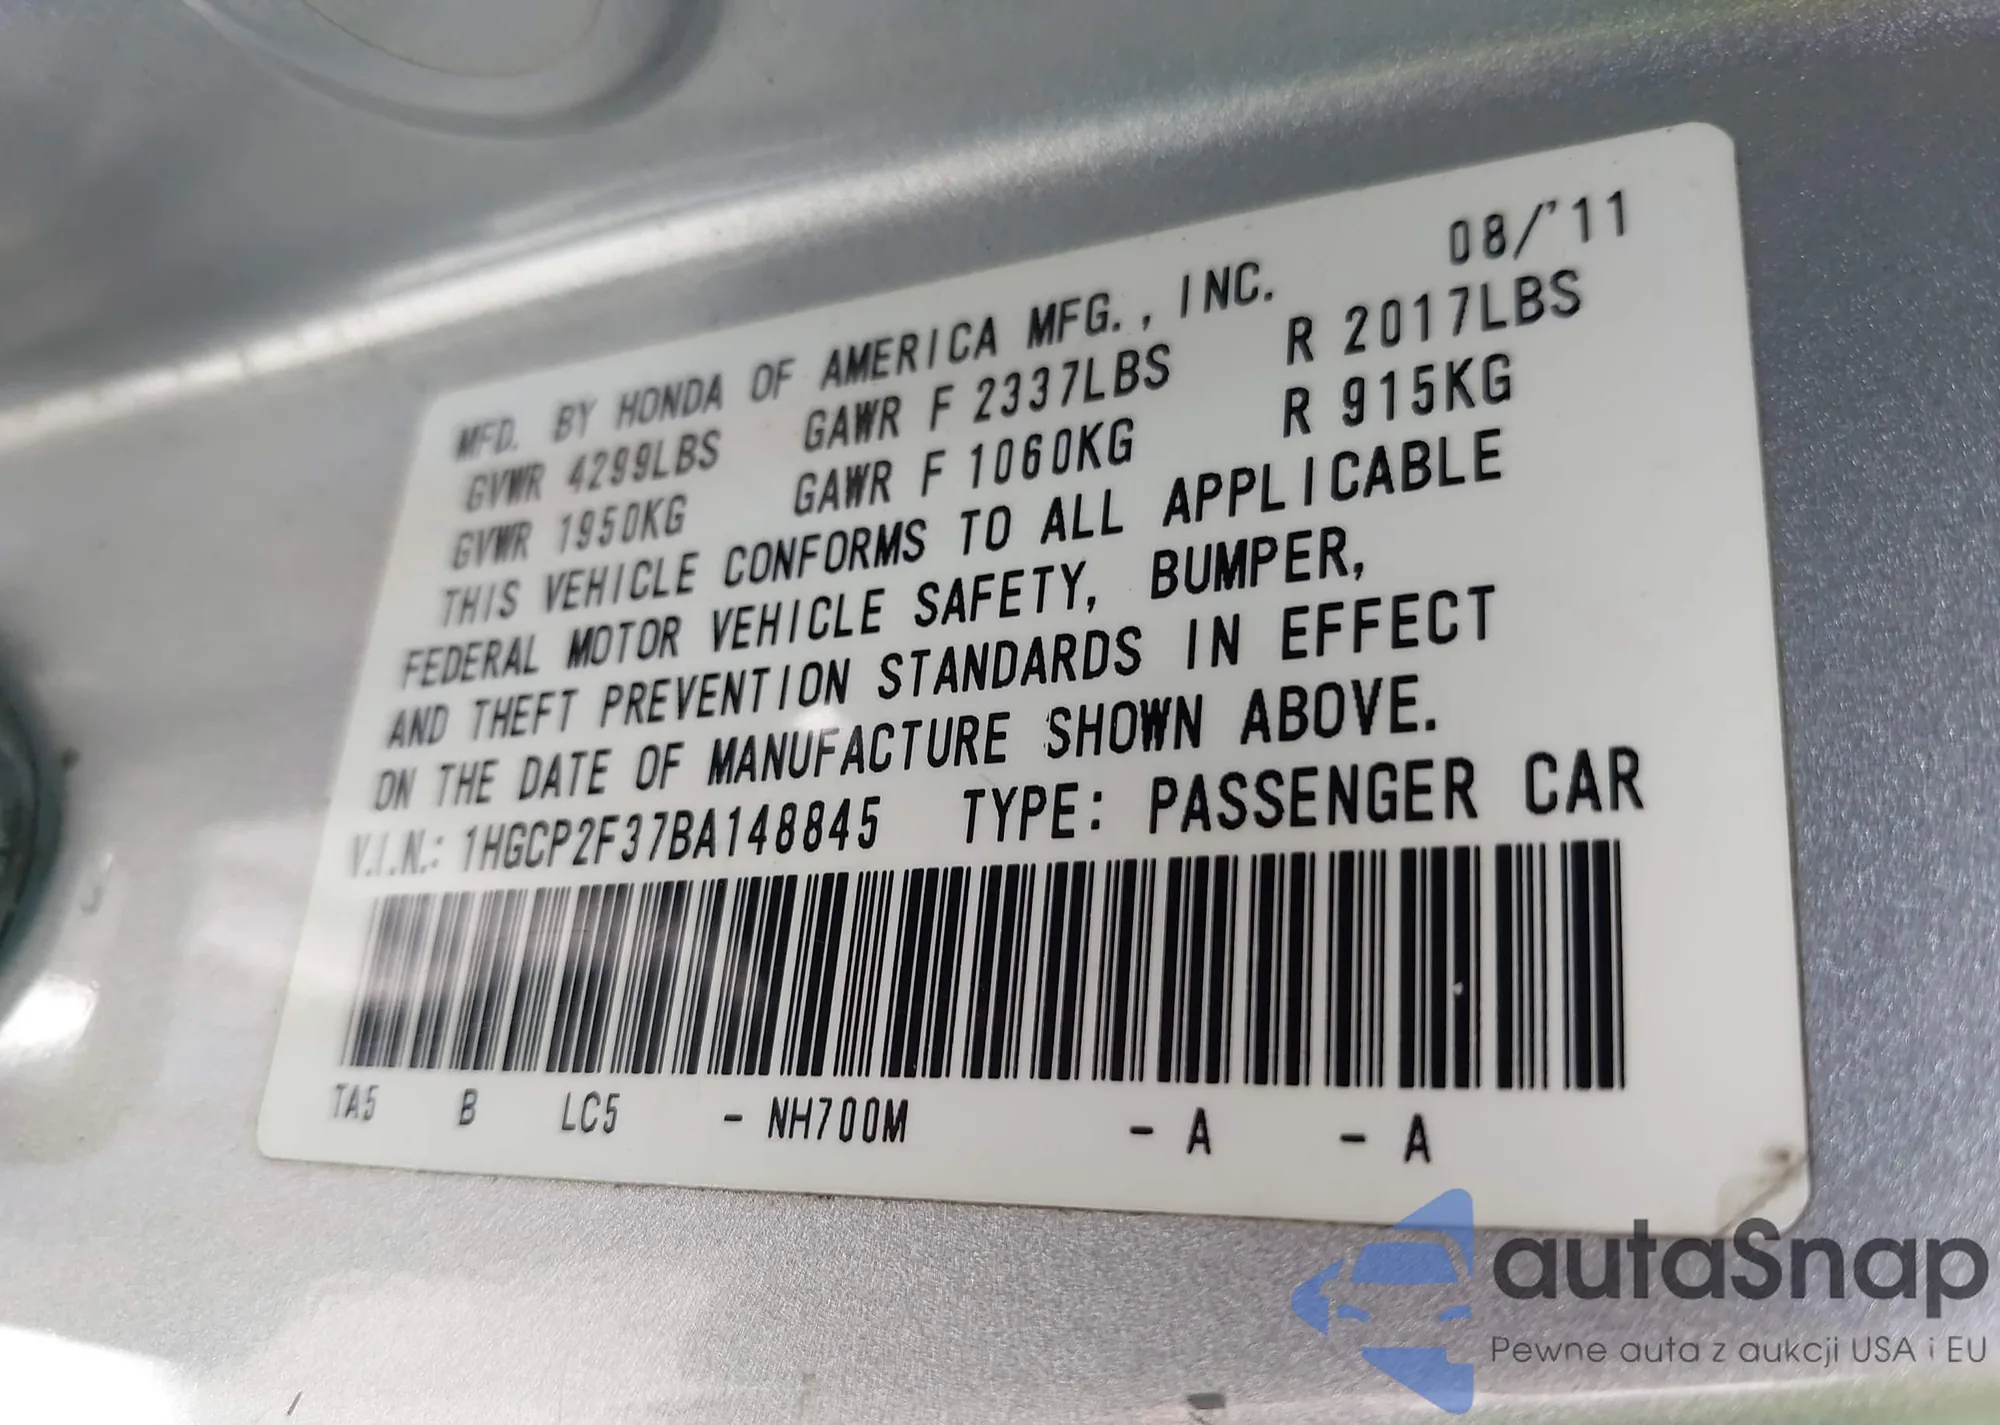 08/'11
MFD. BY HONDA OF AMERICA MFG., INC.
GVWR 4299LBS GAWR F 2337LBS R 2017LBS
GVWR 1950KG GAWR F 1060KG R 915KG
THIS VEHICLE CONFORMS TO ALL APPLICABLE
FEDERAL MOTOR VEHICLE SAFETY, BUMPER,
AND THEFT PREVENTION STANDARDS IN EFFECT
ON THE DATE OF MANUFACTURE SHOWN ABOVE.
V.I.N.: 1HGCP2F37BA148845 TYPE: PASSENGER CAR
TA5 B LC5 - NH700M - A - A
autaSnap
Pewne auta z aukcji USA i EU